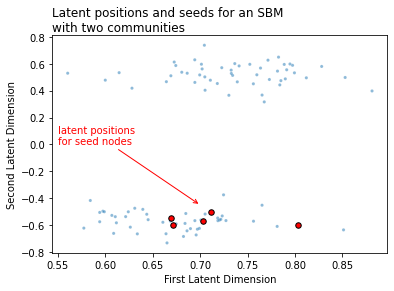 Latent positions and seeds for an SBM
with two communities
0.8
0.6
0.4
0.2
0.0
−0.2
−0.4
−0.6
−0.8
Second Latent Dimension
latent positions
for seed nodes
0.55
0.60
0.65
0.70
0.75
0.80
0.85
First Latent Dimension